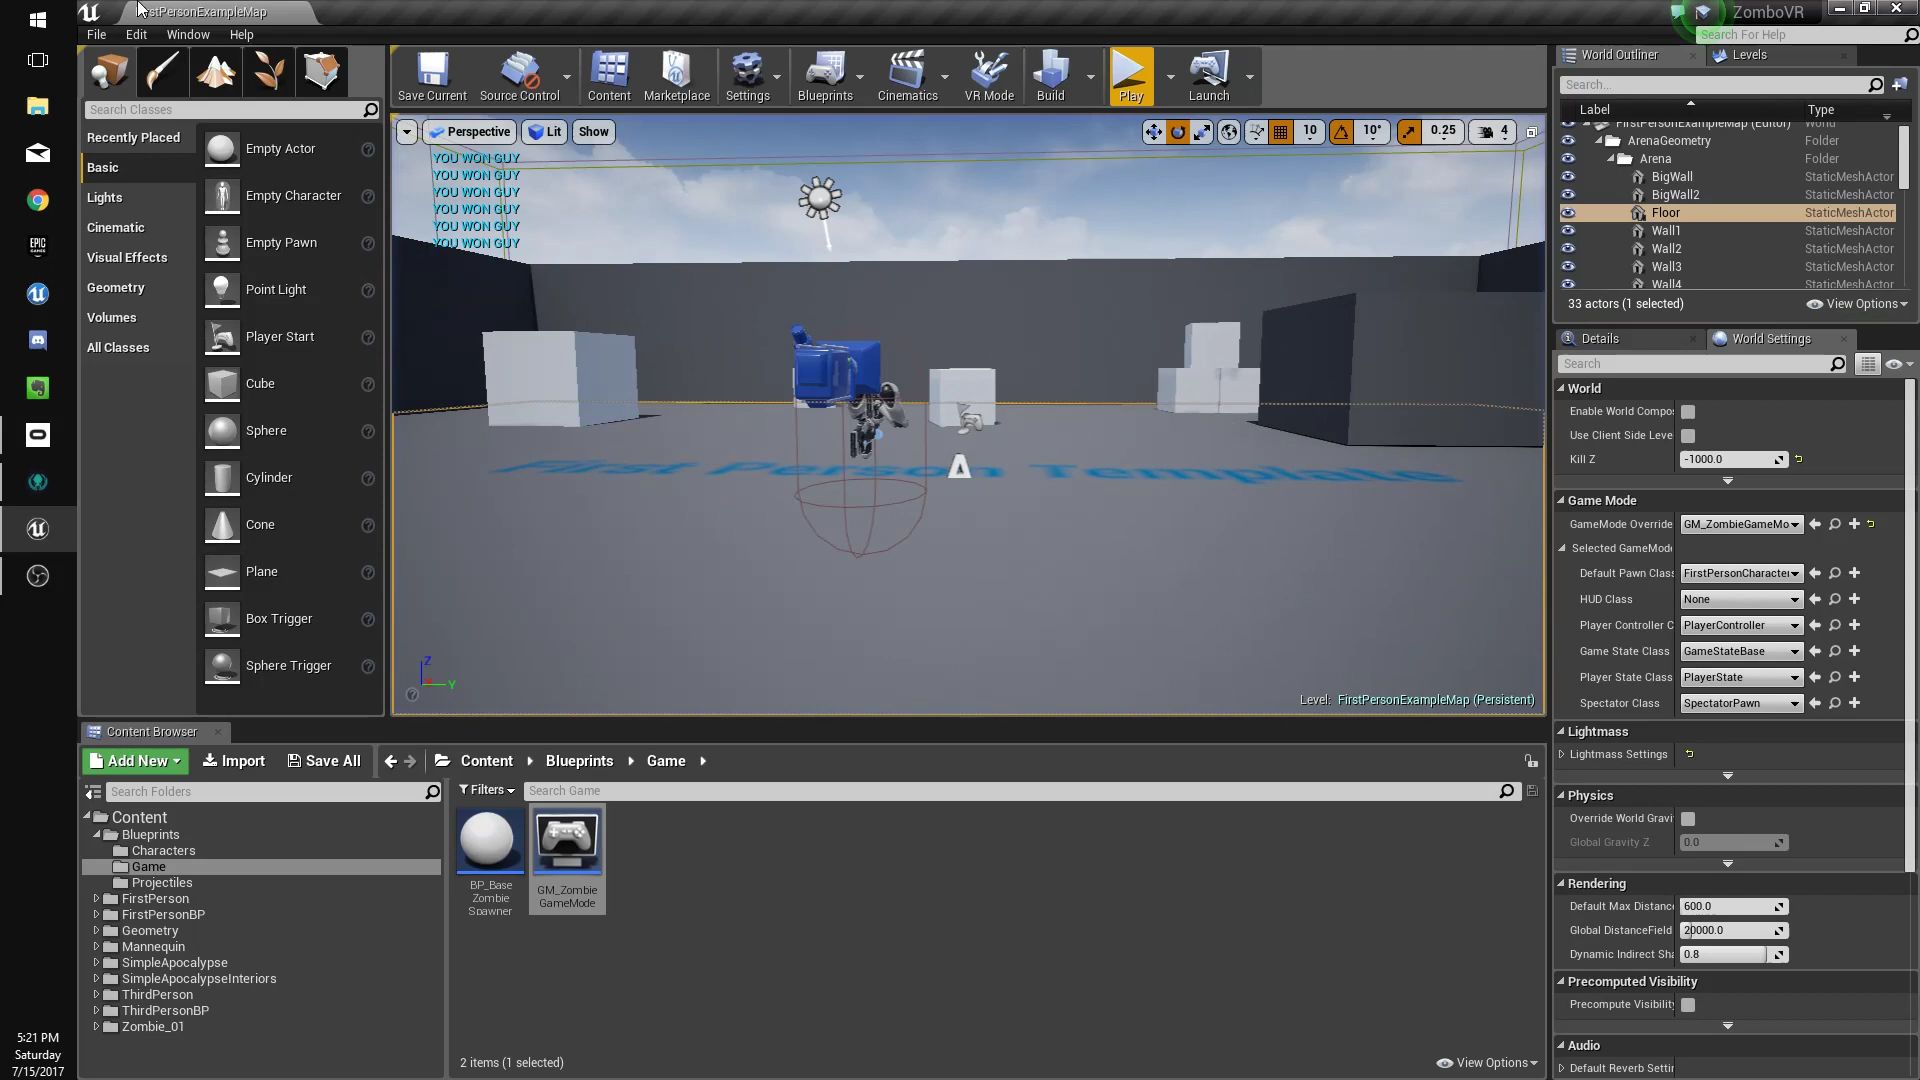 FirstPersonExampleMap
ZomboVR
File Edit Window Help
Search For Help
Search Classes
Recently Placed
Basic
Lights
Cinematic
Visual Effects
Geometry
Volumes
All Classes
Empty Actor
Empty Character
Empty Pawn
Point Light
Player Start
Cube
Sphere
Cylinder
Cone
Plane
Box Trigger
Sphere Trigger
Save Current Source Control Content Marketplace Settings Blueprints Cinematics VR Mode Build Play Launch
Perspective Lit Show
10 10° 0.25 4
YOU WON GUY
YOU WON GUY
YOU WON GUY
YOU WON GUY
YOU WON GUY
YOU WON GUY
First Person Template
Z
Y
Level: FirstPersonExampleMap (Persistent)
World Outliner Levels
Search...
Label Type
FirstPersonExampleMap (Editor) World
ArenaGeometry Folder
Arena Folder
BigWall StaticMeshActor
BigWall2 StaticMeshActor
Floor StaticMeshActor
Wall1 StaticMeshActor
Wall2 StaticMeshActor
Wall3 StaticMeshActor
Wall4 StaticMeshActor
33 actors (1 selected) View Options
Details World Settings
Search
World
Enable World Compo
Use Client Side Leve
Kill Z -1000.0
Game Mode
GameMode Override GM_ZombieGameMo
Selected GameMode
Default Pawn Class FirstPersonCharacter
HUD Class None
Player Controller C PlayerController
Game State Class GameStateBase
Player State Class PlayerState
Spectator Class SpectatorPawn
Lightmass
Lightmass Settings
Physics
Override World Gravi
Global Gravity Z 0.0
Rendering
Default Max Distance 600.0
Global DistanceField 20000.0
Dynamic Indirect Sha 0.8
Precomputed Visibility
Precompute Visibility
Audio
Default Reverb Settin
Content Browser
Add New Import Save All Content Blueprints Game
Search Folders
Filters Search Game
Content
Blueprints
Characters
Game
Projectiles
FirstPerson
FirstPersonBP
Geometry
Mannequin
SimpleApocalypse
SimpleApocalypseInteriors
ThirdPerson
ThirdPersonBP
Zombie_01
BP_Base
Zombie
Spawner
GM_Zombie
GameMode
2 items (1 selected) View Options
EPIC
GAMES
5:21 PM
Saturday
7/15/2017